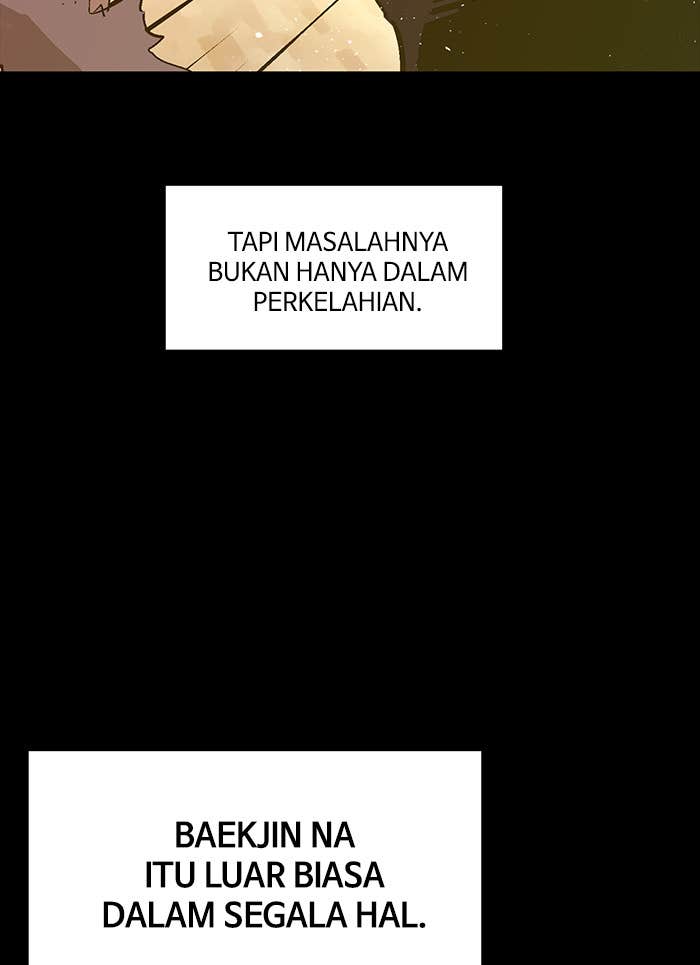 TAPI MASALAHNYA
BUKAN HANYA DALAM
PERKELAHIAN.
BAEKJIN NA
ITU LUAR BIASA
DALAM SEGALA HAL.